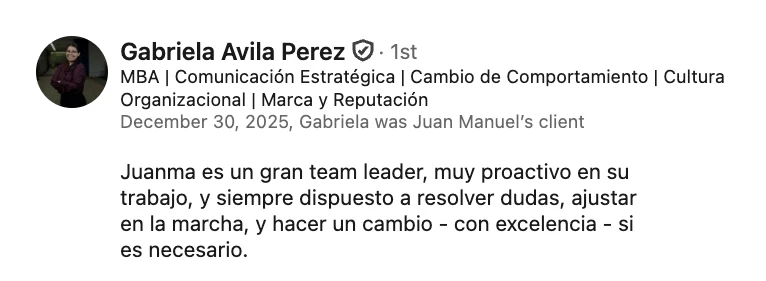 Gabriela Avila Perez · 1st
MBA | Comunicación Estratégica | Cambio de Comportamiento | Cultura
Organizacional | Marca y Reputación
December 30, 2025, Gabriela was Juan Manuel’s client
Juanma es un gran team leader, muy proactivo en su
trabajo, y siempre dispuesto a resolver dudas, ajustar
en la marcha, y hacer un cambio - con excelencia - si
es necesario.